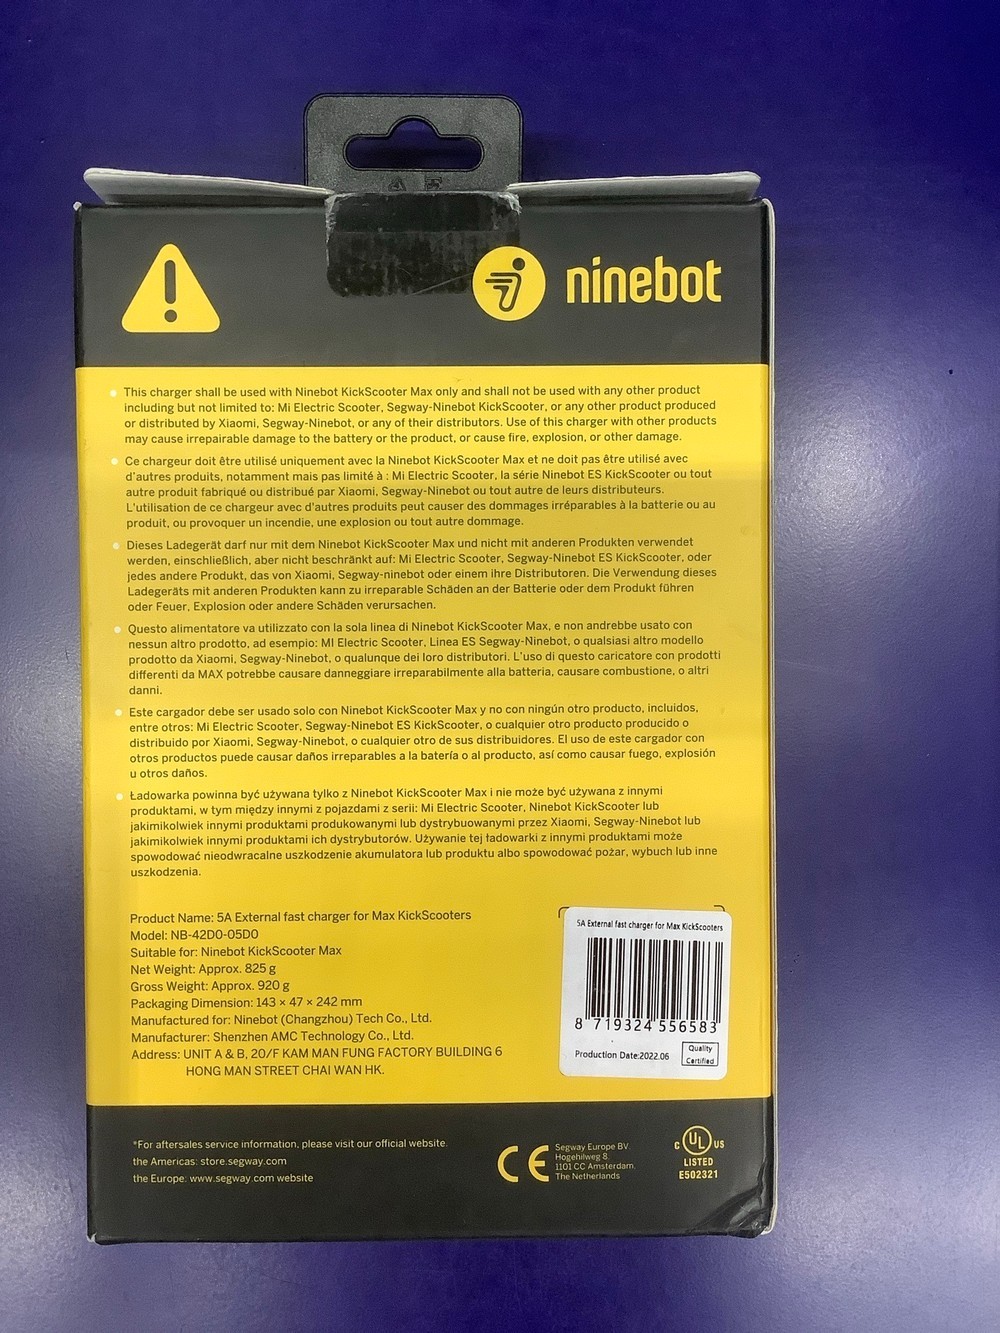 ninebot
This charger shall be used with Ninebot KickScooter Max only and shall not be used with any other product
including but not limited to: Mi Electric Scooter, Segway-Ninebot KickScooter, or any other product produced
or distributed by Xiaomi, Segway-Ninebot, or any of their distributors. Use of this charger with other products
may cause irrepairable damage to the battery or the product, or cause fire, explosion, or other damage.
Ce chargeur doit être utilisé uniquement avec la Ninebot KickScooter Max et ne doit pas être utilisé avec
d'autres produits, notamment mais pas limité à : Mi Electric Scooter, la série Ninebot ES KickScooter ou tout
autre produit fabriqué ou distribué par Xiaomi, Segway-Ninebot ou tout autre de leurs distributeurs.
L'utilisation de ce chargeur avec d'autres produits peut causer des dommages irréparables à la batterie ou au
produit, ou provoquer un incendie, une explosion ou tout autre dommage.
Dieses Ladegerät darf nur mit dem Ninebot KickScooter Max und nicht mit anderen Produkten verwendet
werden, einschließlich, aber nicht beschränkt auf: Mi Electric Scooter, Segway-Ninebot ES KickScooter, oder
jedes andere Produkt, das von Xiaomi, Segway-ninebot oder einem ihre Distributoren. Die Verwendung dieses
Ladegeräts mit anderen Produkten kann zu irreparable Schäden an der Batterie oder dem Produkt führen
oder Feuer, Explosion oder andere Schäden verursachen.
Questo alimentatore va utilizzato con la sola linea di Ninebot KickScooter Max, e non andrebbe usato con
nessun altro prodotto, ad esempio: MI Electric Scooter, Linea ES Segway-Ninebot, o qualsiasi altro modello
prodotto da Xiaomi, Segway-Ninebot, o qualunque dei loro distributori. L'uso di questo caricatore con prodotti
differenti da MAX potrebbe causare danneggiare irreparabilmente alla batteria, causare combustione, o altri
danni.
Este cargador debe ser usado solo con Ninebot KickScooter Max y no con ningún otro producto, incluidos,
entre otros: Mi Electric Scooter, Segway-Ninebot ES KickScooter, o cualquier otro producto producido o
distribuido por Xiaomi, Segway-Ninebot, o cualquier otro de sus distribuidores. El uso de este cargador con
otros productos puede causar daños irreparables a la batería o al producto, así como causar fuego, explosión
u otros daños.
Ładowarka powinna być używana tylko z Ninebot KickScooter Max i nie może być używana z innymi
produktami, w tym między innymi z pojazdami z serii: Mi Electric Scooter, Ninebot KickScooter lub
jakimikolwiek innymi produktami produkowanymi lub dystrybuowanymi przez Xiaomi, Segway-Ninebot lub
jakimikolwiek innymi produktami ich dystrybutorów. Używanie tej ładowarki z innymi produktami może
spowodować nieodwracalne uszkodzenie akumulatora lub produktu albo spowodować pożar, wybuch lub inne
uszkodzenia.
Product Name: 5A External fast charger for Max KickScooters
Model: NB-42D0-05D0
Suitable for: Ninebot KickScooter Max
Net Weight: Approx. 825 g
Gross Weight: Approx. 920 g
Packaging Dimension: 143 × 47 × 242 mm
Manufactured for: Ninebot (Changzhou) Tech Co., Ltd.
Manufacturer: Shenzhen AMC Technology Co., Ltd.
Address: UNIT A & B, 20/F KAM MAN FUNG FACTORY BUILDING 6
HONG MAN STREET CHAI WAN HK.
5A External fast charger for Max KickScooters
8 719324 556583
Production Date:2022.06
Quality
Certified
*For aftersales service information, please visit our official website.
the Americas: store.segway.com
the Europe: www.segway.com website
CE
Segway Europe BV.
Hogehilweg 8,
1101 CC Amsterdam,
The Netherlands
C UL US
LISTED
E502321